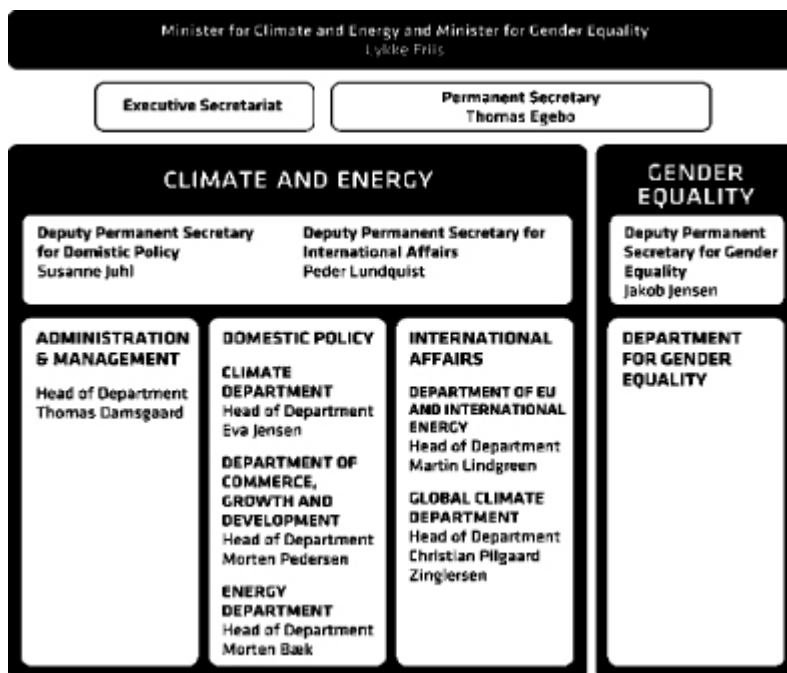 Minister for Climate and Energy and Minister for Gender Equality
Lykke Friis
Executive Secretariat
Permanent Secretary
Thomas Egebo
CLIMATE AND ENERGY
Deputy Permanent Secretary
for Domistic Policy
Susanne Juhl
Deputy Permanent Secretary for
International Affairs
Peder Lundquist
ADMINISTRATION
& MANAGEMENT
Head of Department
Thomas Damsgaard
DOMESTIC POLICY
CLIMATE
DEPARTMENT
Head of Department
Eva Jensen
DEPARTMENT OF
COMMERCE,
GROWTH AND
DEVELOPMENT
Head of Department
Morten Pedersen
ENERGY
DEPARTMENT
Head of Department
Morten Bæk
INTERNATIONAL
AFFAIRS
DEPARTMENT OF EU
AND INTERNATIONAL
ENERGY
Head of Department
Martin Lindgreen
GLOBAL CLIMATE
DEPARTMENT
Head of Department
Christian Pilgaard
Zinglersen
GENDER
EQUALITY
Deputy Permanent
Secretary for Gender
Equality
Jakob Jensen
DEPARTMENT
FOR GENDER
EQUALITY